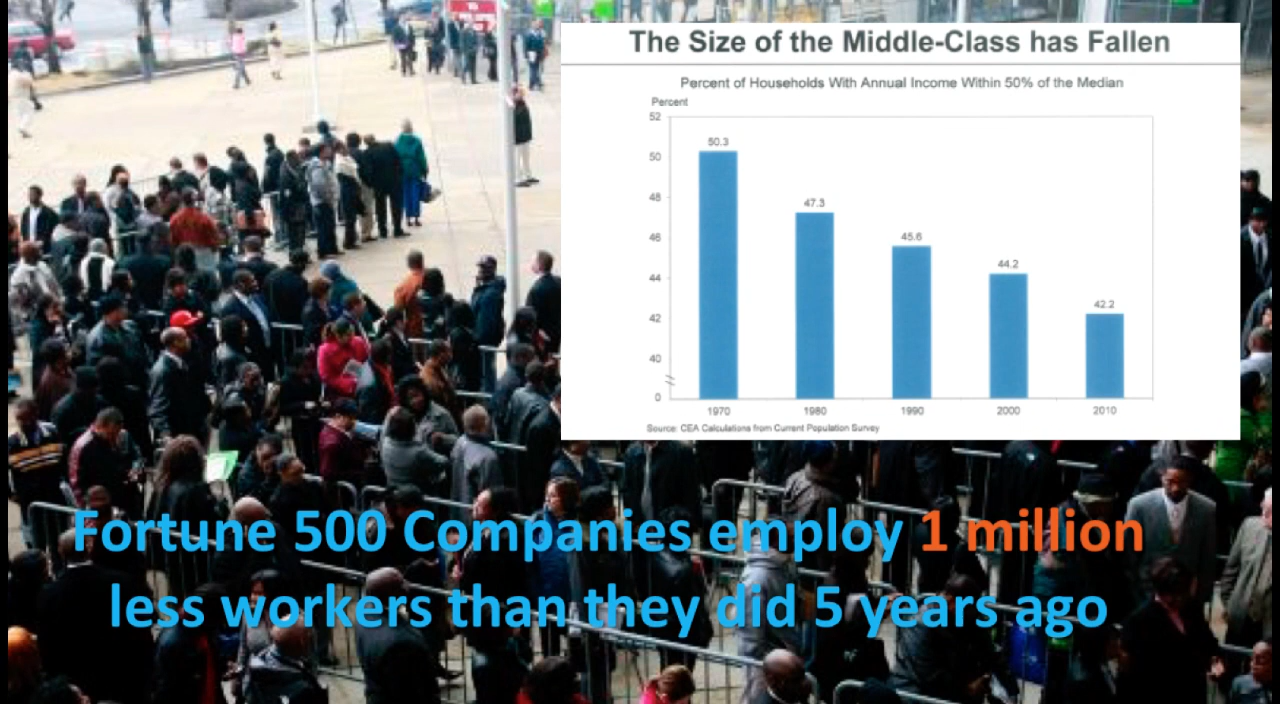 The Size of the Middle-Class has Fallen
Percent of Households With Annual Income Within 50% of the Median
Percent
52
50
48
46
44
42
40
0
50.3
47.3
45.6
44.2
42.2
1970 1980 1990 2000 2010
Source: CEA Calculations from Current Population Survey
Fortune 500 Companies employ 1 million
less workers than they did 5 years ago